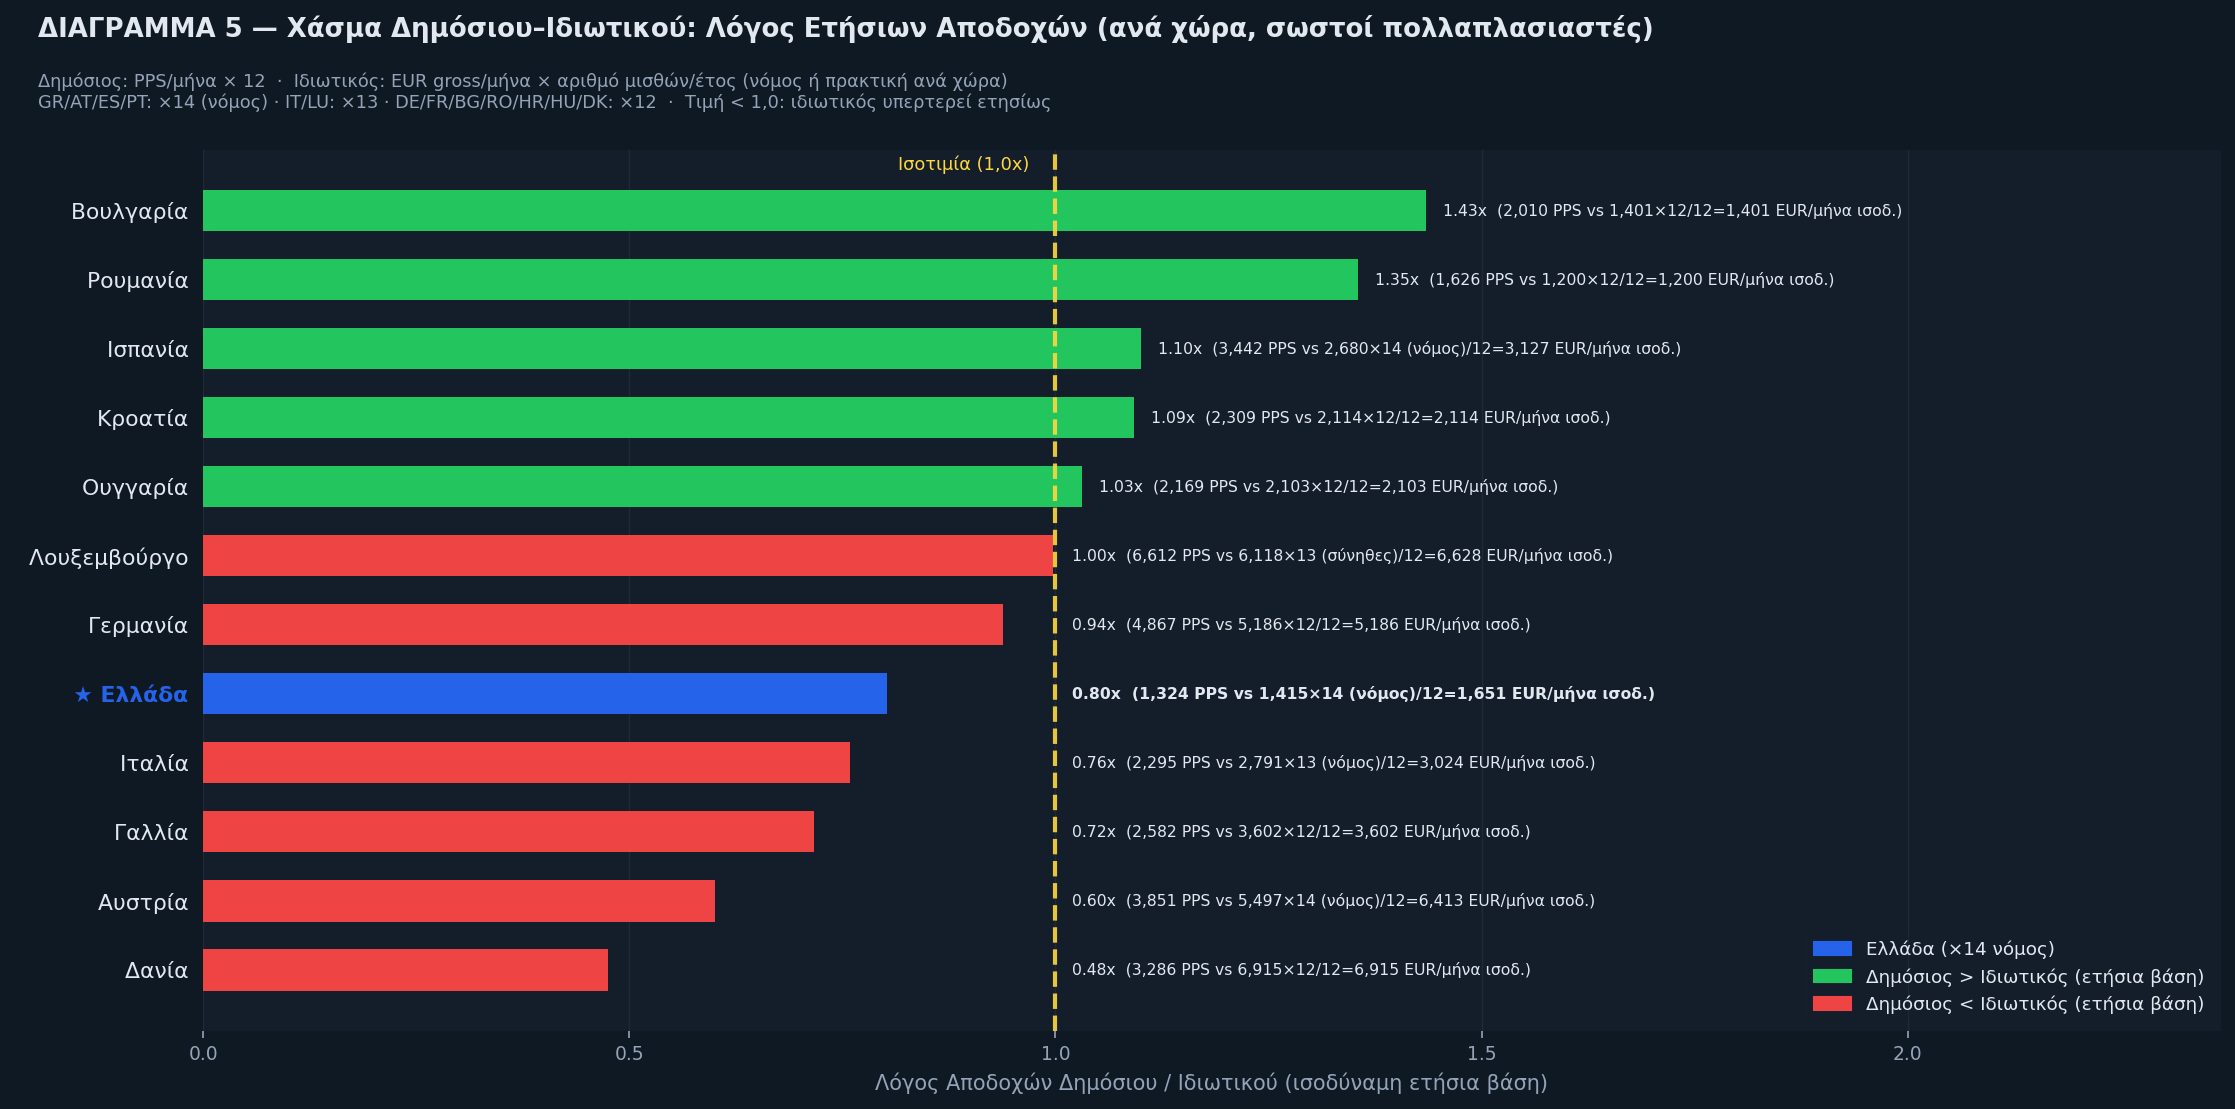 ΔΙΑΓΡΑΜΜΑ 5 — Χάσμα Δημόσιου–Ιδιωτικού: Λόγος Ετήσιων Αποδοχών (ανά χώρα, σωστοί πολλαπλασιαστές)
Δημόσιος: PPS/μήνα × 12 · Ιδιωτικός: EUR gross/μήνα × αριθμό μισθών/έτος (νόμος ή πρακτική ανά χώρα)
GR/AT/ES/PT: ×14 (νόμος) · IT/LU: ×13 · DE/FR/BG/RO/HR/HU/DK: ×12 · Τιμή < 1,0: ιδιωτικός υπερτερεί ετησίως
Ισοτιμία (1,0x)
Βουλγαρία 1.43x (2,010 PPS vs 1,401×12/12=1,401 EUR/μήνα ισοδ.)
Ρουμανία 1.35x (1,626 PPS vs 1,200×12/12=1,200 EUR/μήνα ισοδ.)
Ισπανία 1.10x (3,442 PPS vs 2,680×14 (νόμος)/12=3,127 EUR/μήνα ισοδ.)
Κροατία 1.09x (2,309 PPS vs 2,114×12/12=2,114 EUR/μήνα ισοδ.)
Ουγγαρία 1.03x (2,169 PPS vs 2,103×12/12=2,103 EUR/μήνα ισοδ.)
Λουξεμβούργο 1.00x (6,612 PPS vs 6,118×13 (σύνηθες)/12=6,628 EUR/μήνα ισοδ.)
Γερμανία 0.94x (4,867 PPS vs 5,186×12/12=5,186 EUR/μήνα ισοδ.)
★ Ελλάδα 0.80x (1,324 PPS vs 1,415×14 (νόμος)/12=1,651 EUR/μήνα ισοδ.)
Ιταλία 0.76x (2,295 PPS vs 2,791×13 (νόμος)/12=3,024 EUR/μήνα ισοδ.)
Γαλλία 0.72x (2,582 PPS vs 3,602×12/12=3,602 EUR/μήνα ισοδ.)
Αυστρία 0.60x (3,851 PPS vs 5,497×14 (νόμος)/12=6,413 EUR/μήνα ισοδ.)
Δανία 0.48x (3,286 PPS vs 6,915×12/12=6,915 EUR/μήνα ισοδ.)
Ελλάδα (×14 νόμος)
Δημόσιος > Ιδιωτικός (ετήσια βάση)
Δημόσιος < Ιδιωτικός (ετήσια βάση)
0.0 0.5 1.0 1.5 2.0
Λόγος Αποδοχών Δημόσιου / Ιδιωτικού (ισοδύναμη ετήσια βάση)